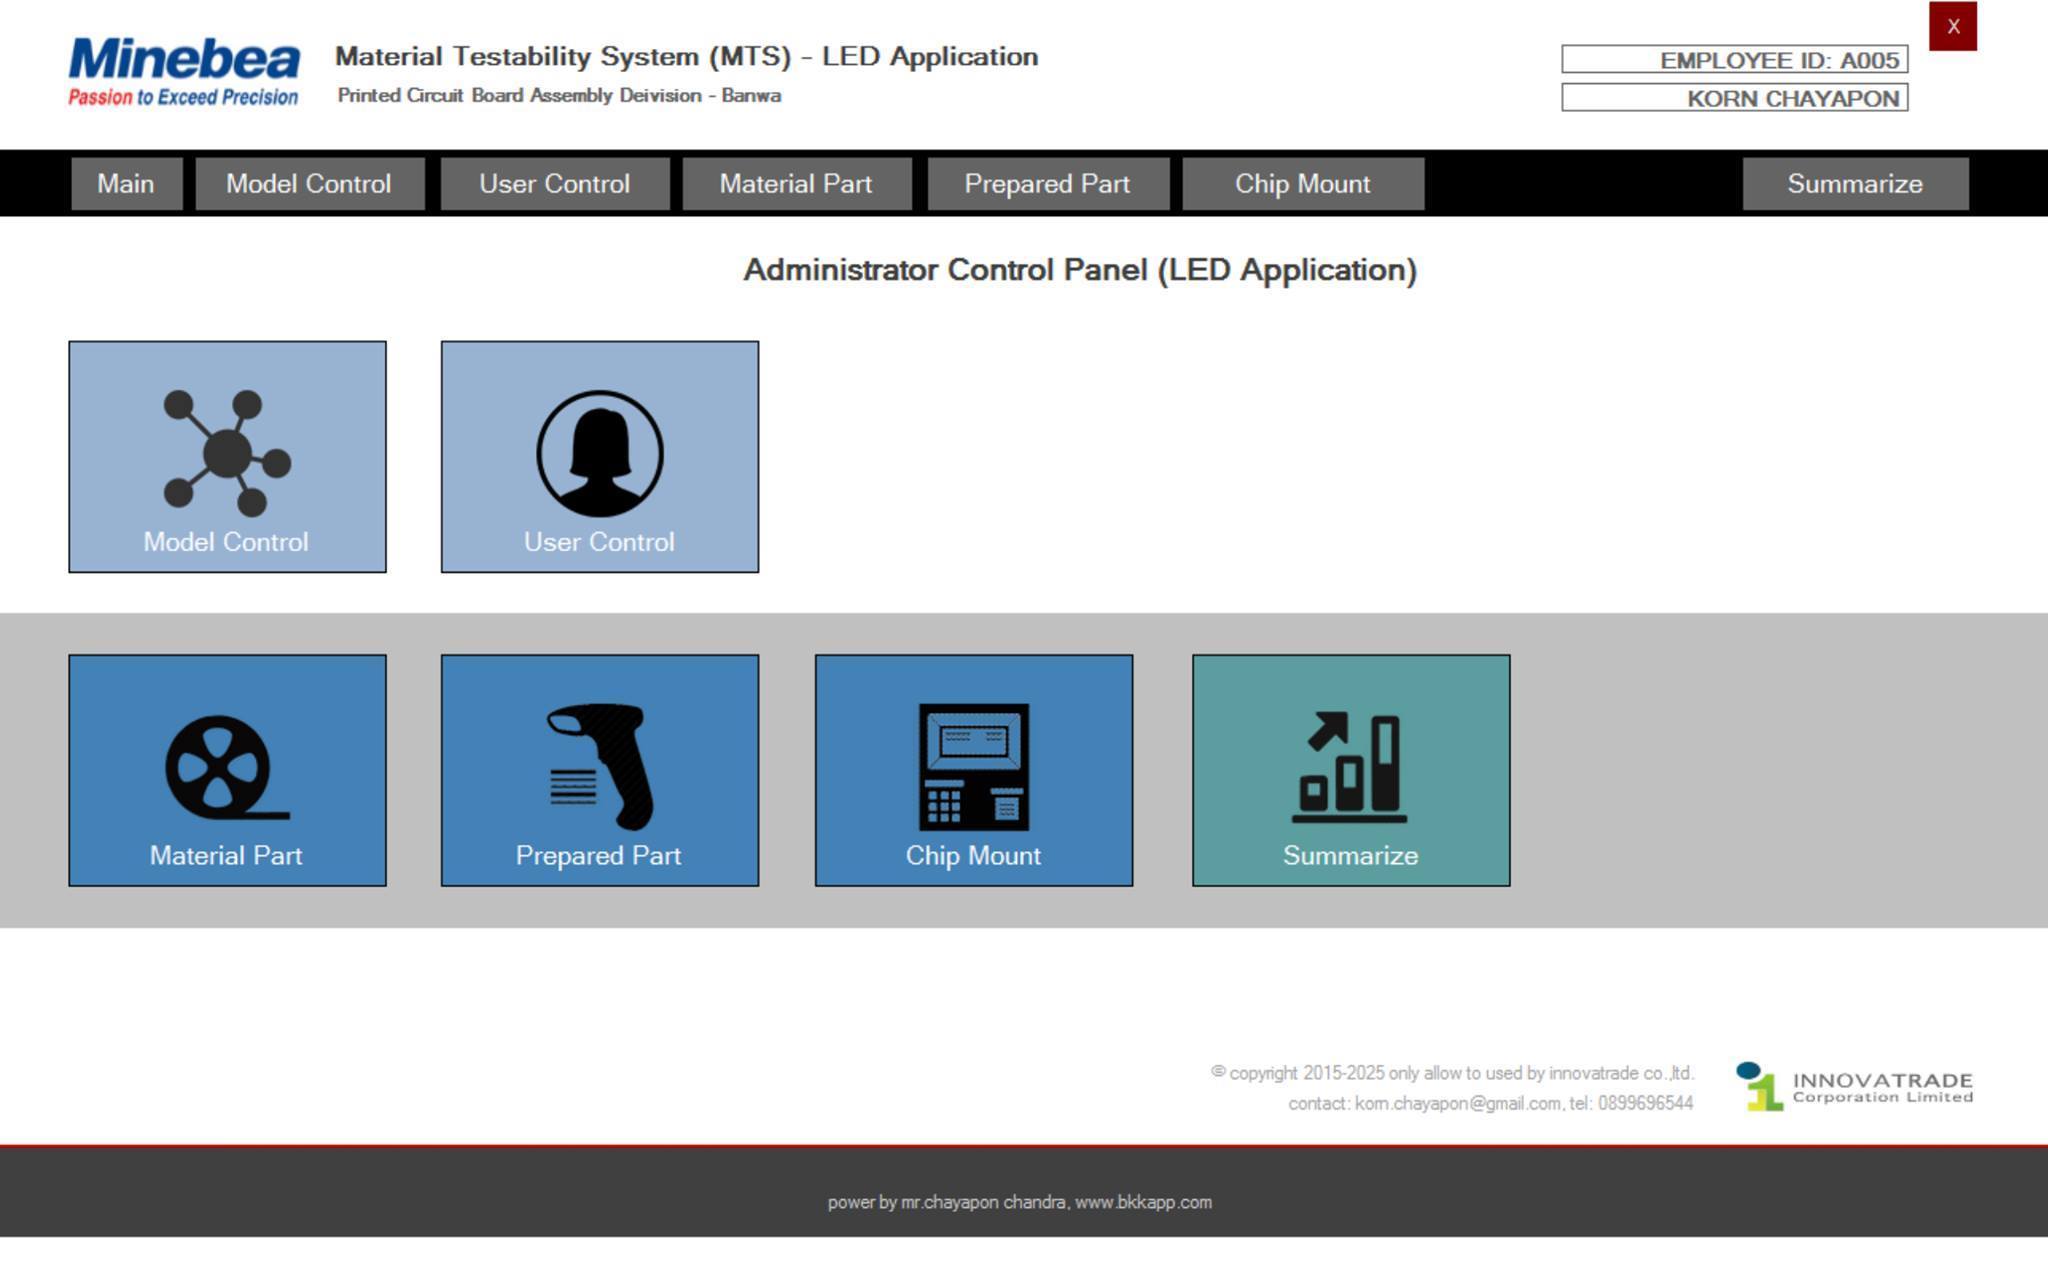 Minebea
Passion to Exceed Precision
Material Testability System (MTS) - LED Application
Printed Circuit Board Assembly Deivision - Banwa
X
EMPLOYEE ID: A005
KORN CHAYAPON
Main Model Control User Control Material Part Prepared Part Chip Mount Summarize
Administrator Control Panel (LED Application)
Model Control User Control
Material Part Prepared Part Chip Mount Summarize
© copyright 2015-2025 only allow to used by innovatrade co.,ltd.
contact: korn.chayapon@gmail.com, tel: 0899696544
INNOVATRADE
Corporation Limited
power by mr.chayapon chandra, www.bkkapp.com